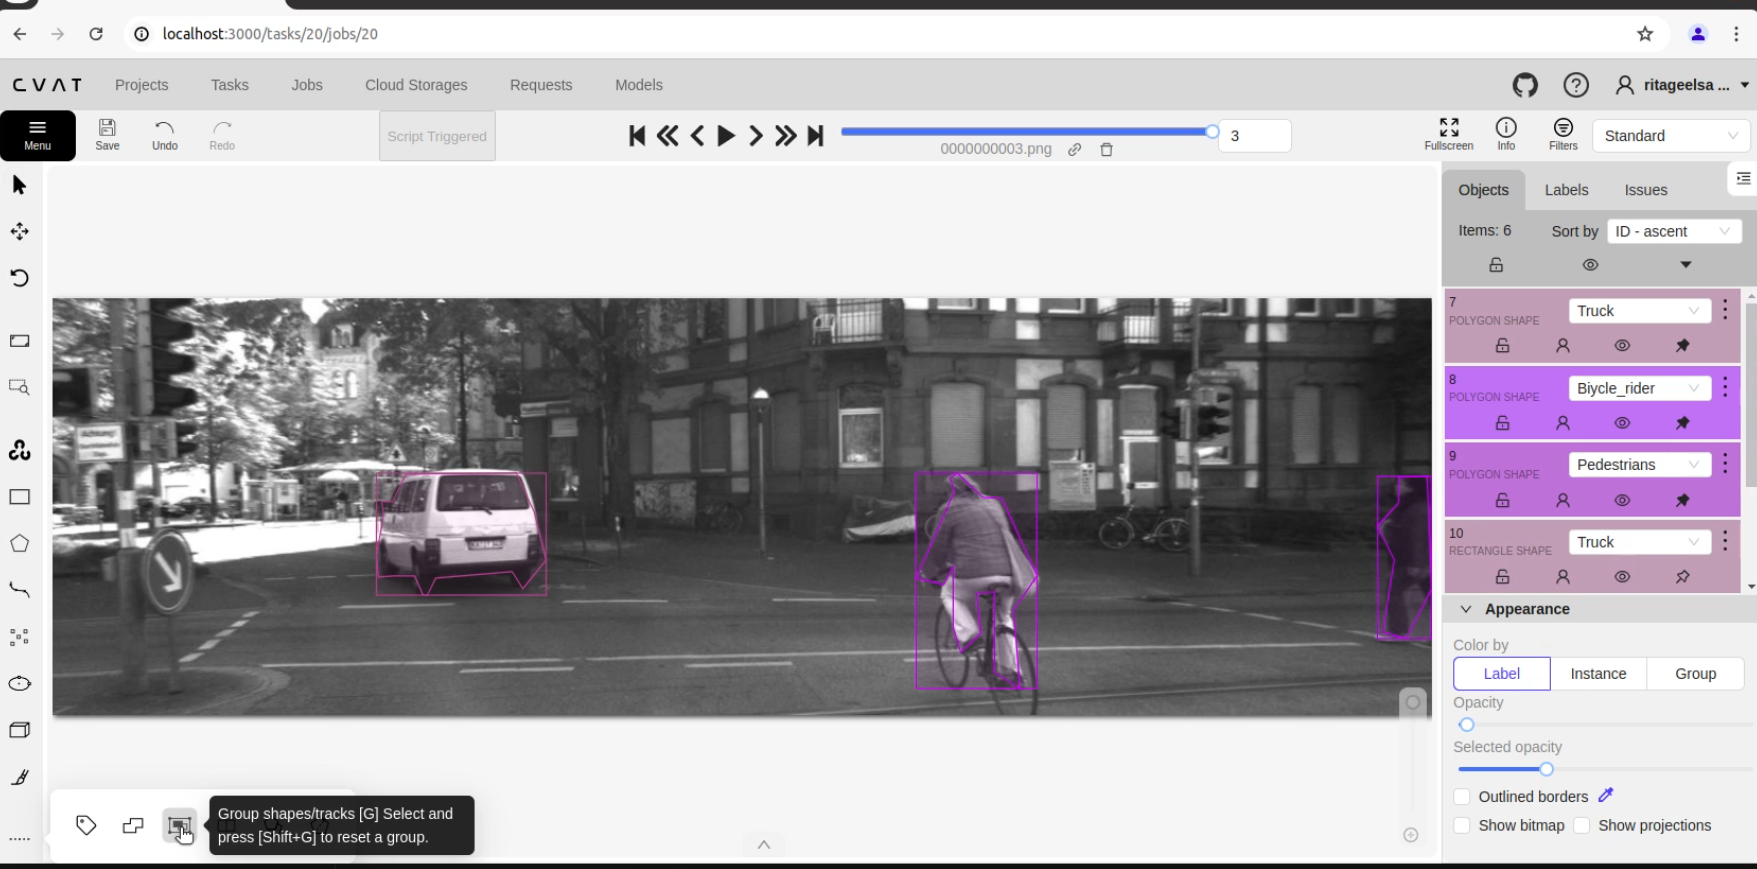 localhost:3000/tasks/20/jobs/20
CVAT Projects Tasks Jobs Cloud Storages Requests Models ritageelsa ...
Menu Save Undo Redo Script Triggered 3 Fullscreen Info Filters Standard
0000000003.png
Objects Labels Issues
Items: 6 Sort by ID - ascent
7 Truck
POLYGON SHAPE
8 Biycle_rider
POLYGON SHAPE
9 Pedestrians
POLYGON SHAPE
10 Truck
RECTANGLE SHAPE
Appearance
Color by
Label Instance Group
Opacity
Selected opacity
Outlined borders
Show bitmap Show projections
Group shapes/tracks [G] Select and
press [Shift+G] to reset a group.